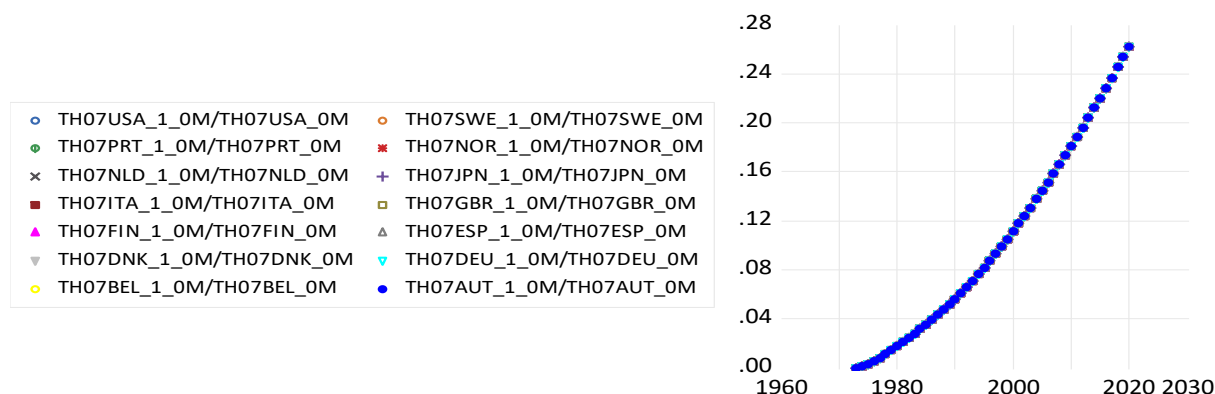 TH07USA_1_0M/TH07USA_0M TH07SWE_1_0M/TH07SWE_0M
TH07PRT_1_0M/TH07PRT_0M TH07NOR_1_0M/TH07NOR_0M
TH07NLD_1_0M/TH07NLD_0M TH07JPN_1_0M/TH07JPN_0M
TH07ITA_1_0M/TH07ITA_0M TH07GBR_1_0M/TH07GBR_0M
TH07FIN_1_0M/TH07FIN_0M TH07ESP_1_0M/TH07ESP_0M
TH07DNK_1_0M/TH07DNK_0M TH07DEU_1_0M/TH07DEU_0M
TH07BEL_1_0M/TH07BEL_0M TH07AUT_1_0M/TH07AUT_0M
.28
.24
.20
.16
.12
.08
.04
.00
1960 1980 2000 2020 2030